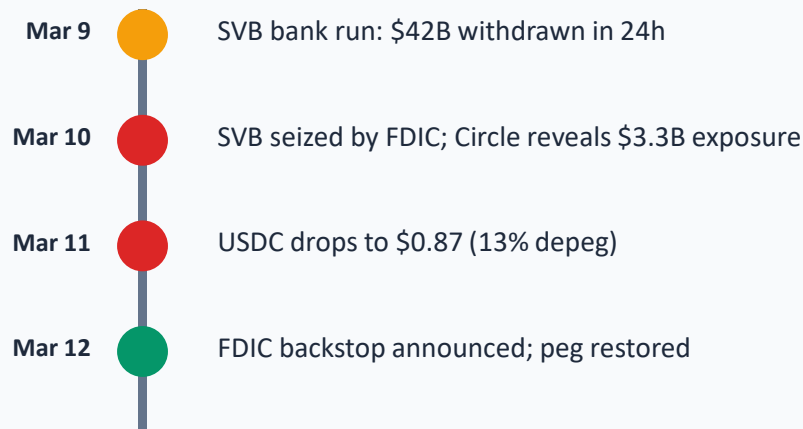 Mar 9 SVB bank run: $42B withdrawn in 24h
Mar 10 SVB seized by FDIC; Circle reveals $3.3B exposure
Mar 11 USDC drops to $0.87 (13% depeg)
Mar 12 FDIC backstop announced; peg restored